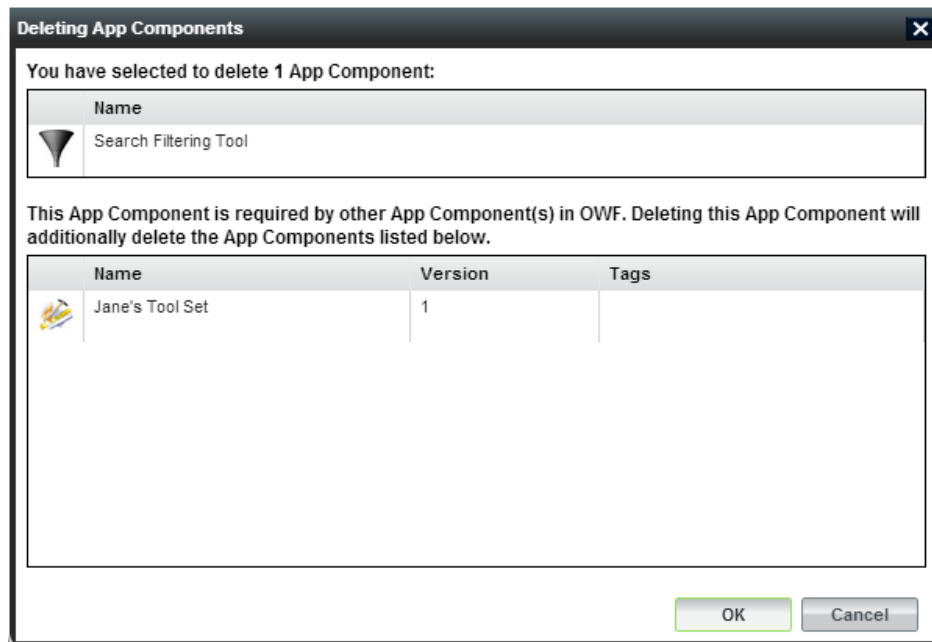 Deleting App Components
You have selected to delete 1 App Component:
Name
Search Filtering Tool
This App Component is required by other App Component(s) in OWF. Deleting this App Component will
additionally delete the App Components listed below.
Name Version Tags
Jane's Tool Set 1
OK Cancel